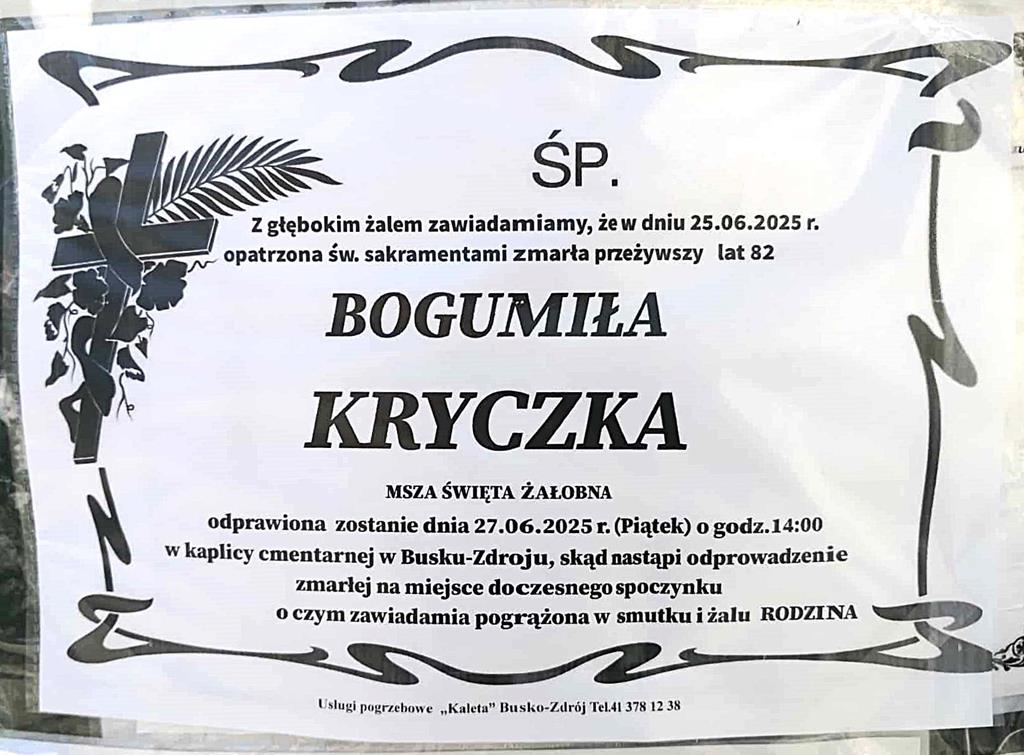 ŚP.
Z głębokim żalem zawiadamiamy, że w dniu 25.06.2025 r.
opatrzona św. sakramentami zmarła przeżywszy lat 82
BOGUMIŁA
KRYCZKA
MSZA ŚWIĘTA ŻAŁOBNA
odprawiona zostanie dnia 27.06.2025 r. (Piątek) o godz.14:00
w kaplicy cmentarnej w Busku-Zdroju, skąd nastąpi odprowadzenie
zmarłej na miejsce doczesnego spoczynku
o czym zawiadamia pogrążona w smutku i żalu RODZINA
Usługi pogrzebowe „Kaleta” Busko-Zdrój Tel.41 378 12 38